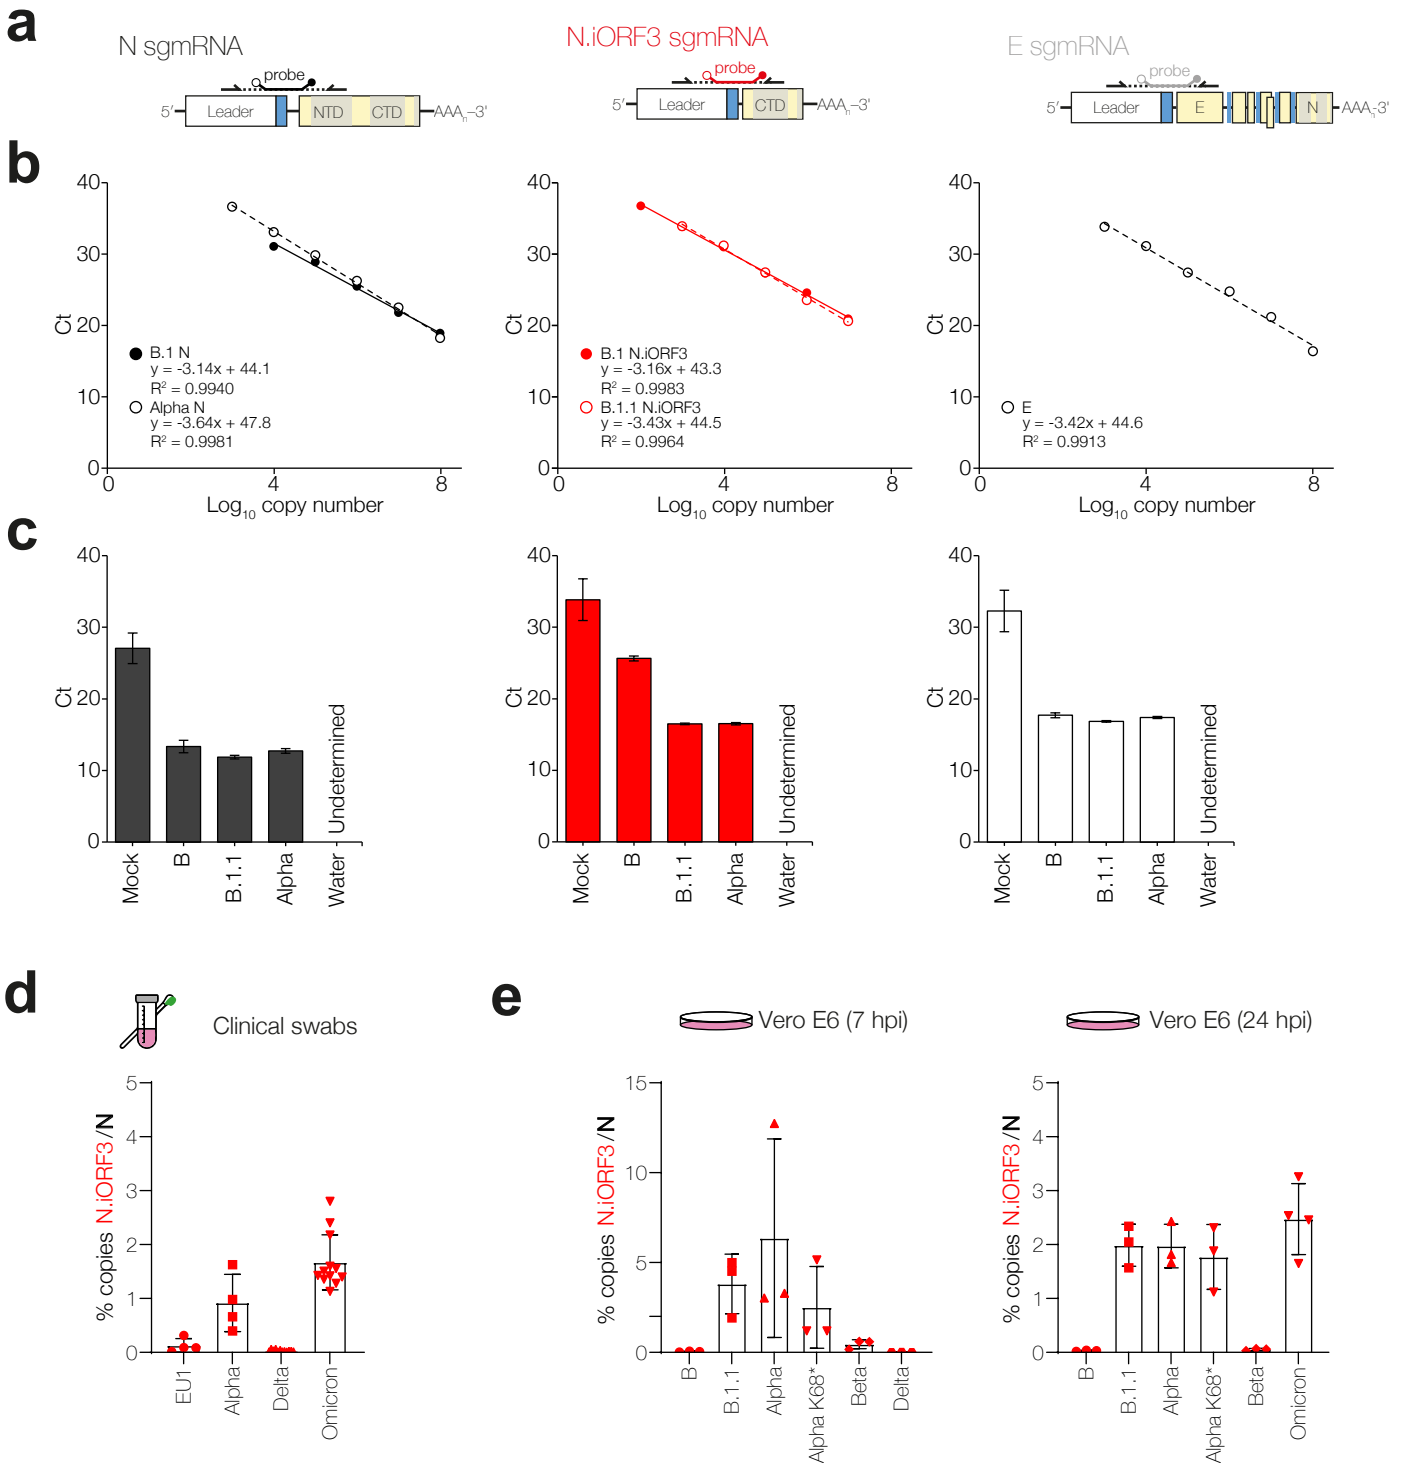 a
N sgmRNA
N.iORF3 sgmRNA
E sgmRNA
probe
probe
probe
5′ Leader NTD CTD AAAn–3'
5′ Leader CTD AAAn–3'
5′ Leader E N AAAn-3'
b
40
30
20
10
0
Ct
B.1 N
y = -3.14x + 44.1
R² = 0.9940
Alpha N
y = -3.64x + 47.8
R² = 0.9981
0 4 8
Log10 copy number
40
30
20
10
0
Ct
B.1 N.iORF3
y = -3.16x + 43.3
R² = 0.9983
B.1.1 N.iORF3
y = -3.43x + 44.5
R² = 0.9964
0 4 8
Log10 copy number
40
30
20
10
0
Ct
E
y = -3.42x + 44.6
R² = 0.9913
0 4 8
Log10 copy number
c
40
30
20
10
0
Ct
Undetermined
Mock
B
B.1.1
Alpha
Water
40
30
20
10
0
Ct
Undetermined
Mock
B
B.1.1
Alpha
Water
40
30
20
10
0
Ct
Undetermined
Mock
B
B.1.1
Alpha
Water
d
Clinical swabs
5
4
3
2
1
0
% copies N.iORF3/N
EU1
Alpha
Delta
Omicron
e
Vero E6 (7 hpi)
15
10
5
0
% copies N.iORF3/N
B
B.1.1
Alpha
Alpha K68*
Beta
Delta
Vero E6 (24 hpi)
5
4
3
2
1
0
% copies N.iORF3/N
B
B.1.1
Alpha
Alpha K68*
Beta
Omicron